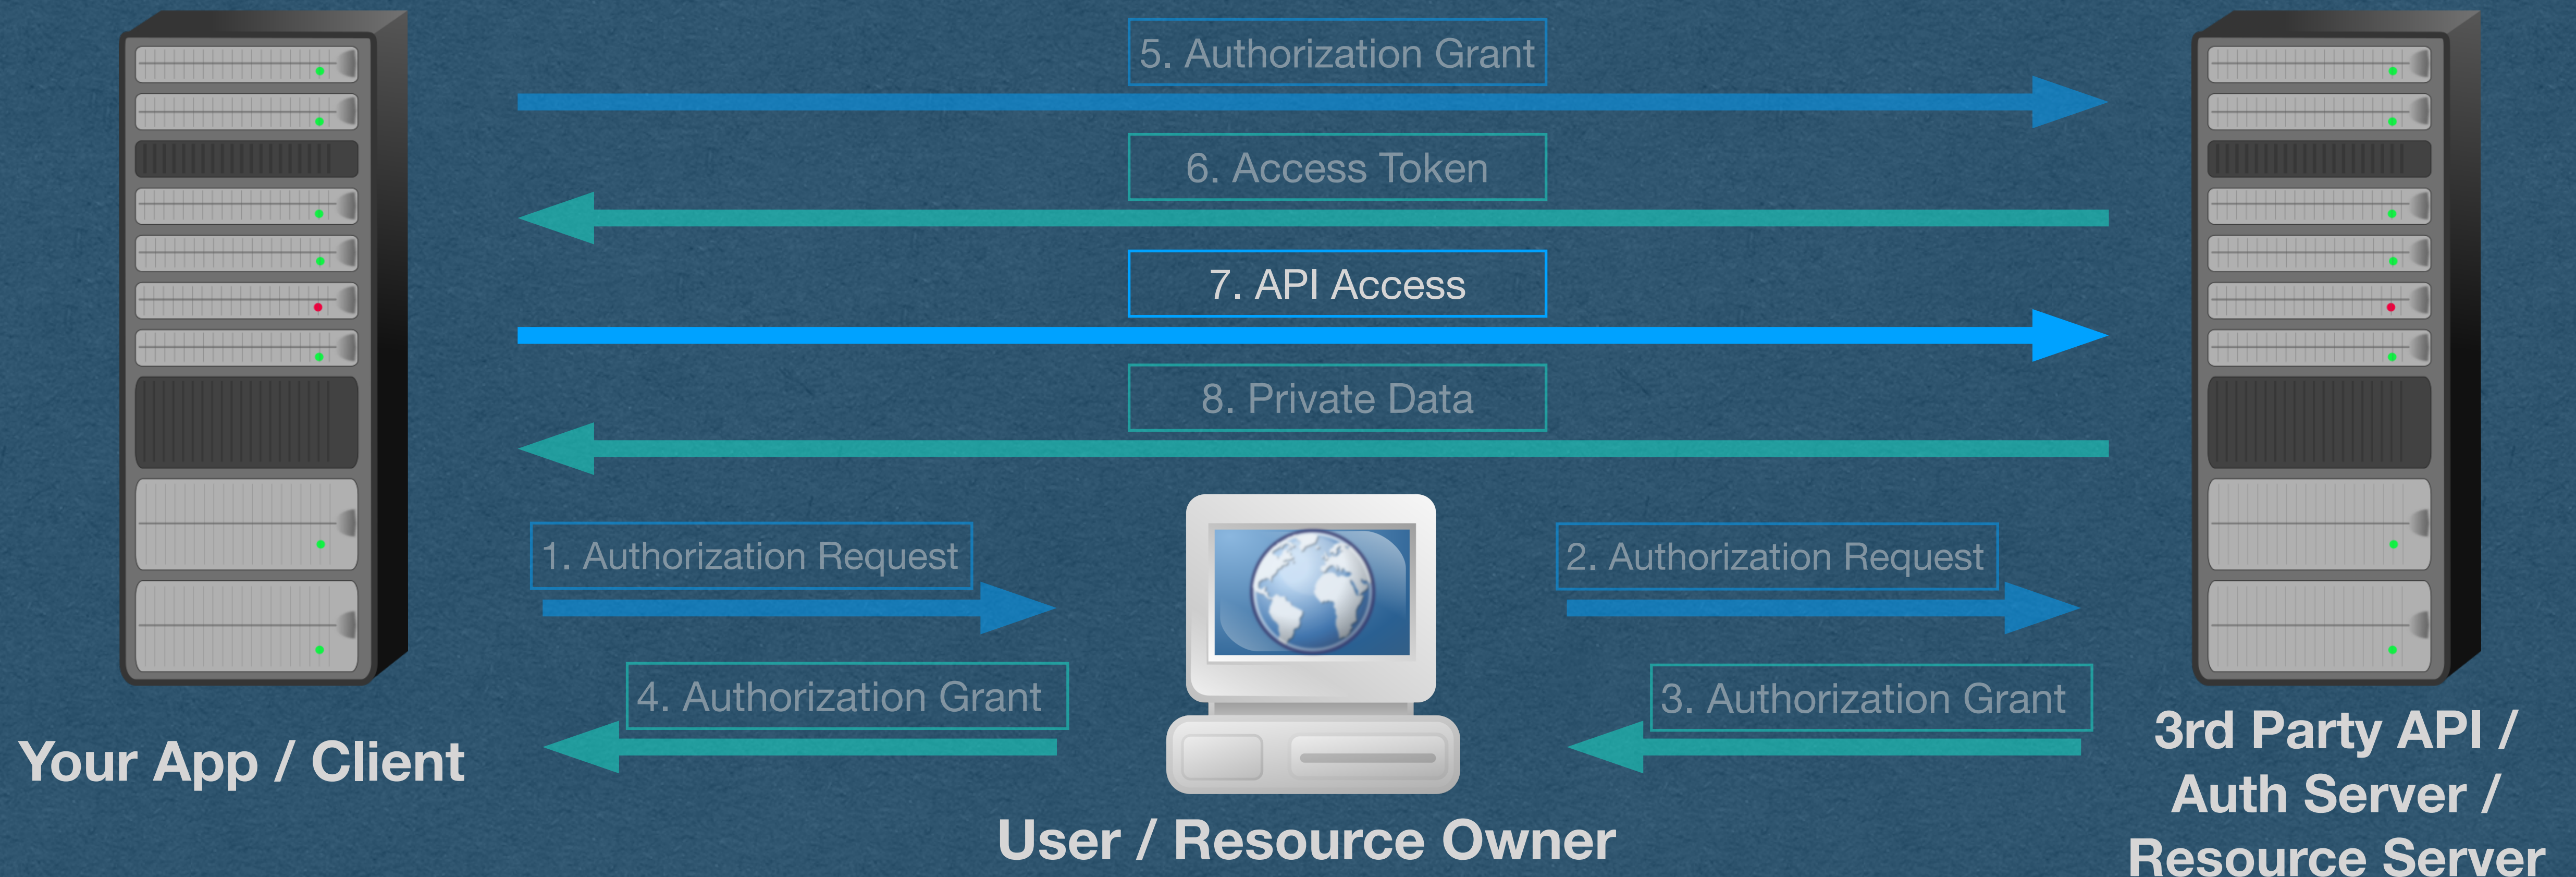 5. Authorization Grant
6. Access Token
7. API Access
8. Private Data
1. Authorization Request
2. Authorization Request
4. Authorization Grant
3. Authorization Grant
Your App / Client
User / Resource Owner
3rd Party API /
Auth Server /
Resource Server